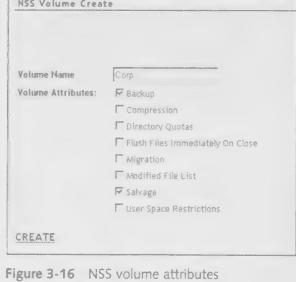 NSS Volume Create
Volume Name Corp
Volume Attributes: Backup
Compression
Directory Quotas
Flush Files Immediately On Close
Migration
Modified File List
Salvage
User Space Restrictions
CREATE
Figure 3-16 NSS volume attributes